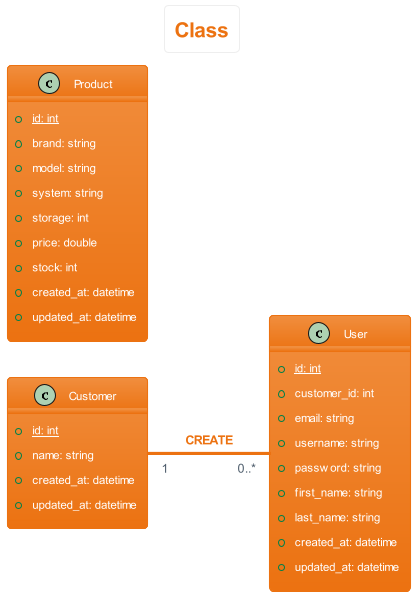 Class
C
Product
id: int
brand: string
model: string
system: string
storage: int
price: double
stock: int
created_at: datetime
updated_at: datetime
C
Customer
id: int
name: string
created_at: datetime
updated_at: datetime
CREATE
1 0..*
C
User
id: int
customer_id: int
email: string
username: string
password: string
first_name: string
last_name: string
created_at: datetime
updated_at: datetime